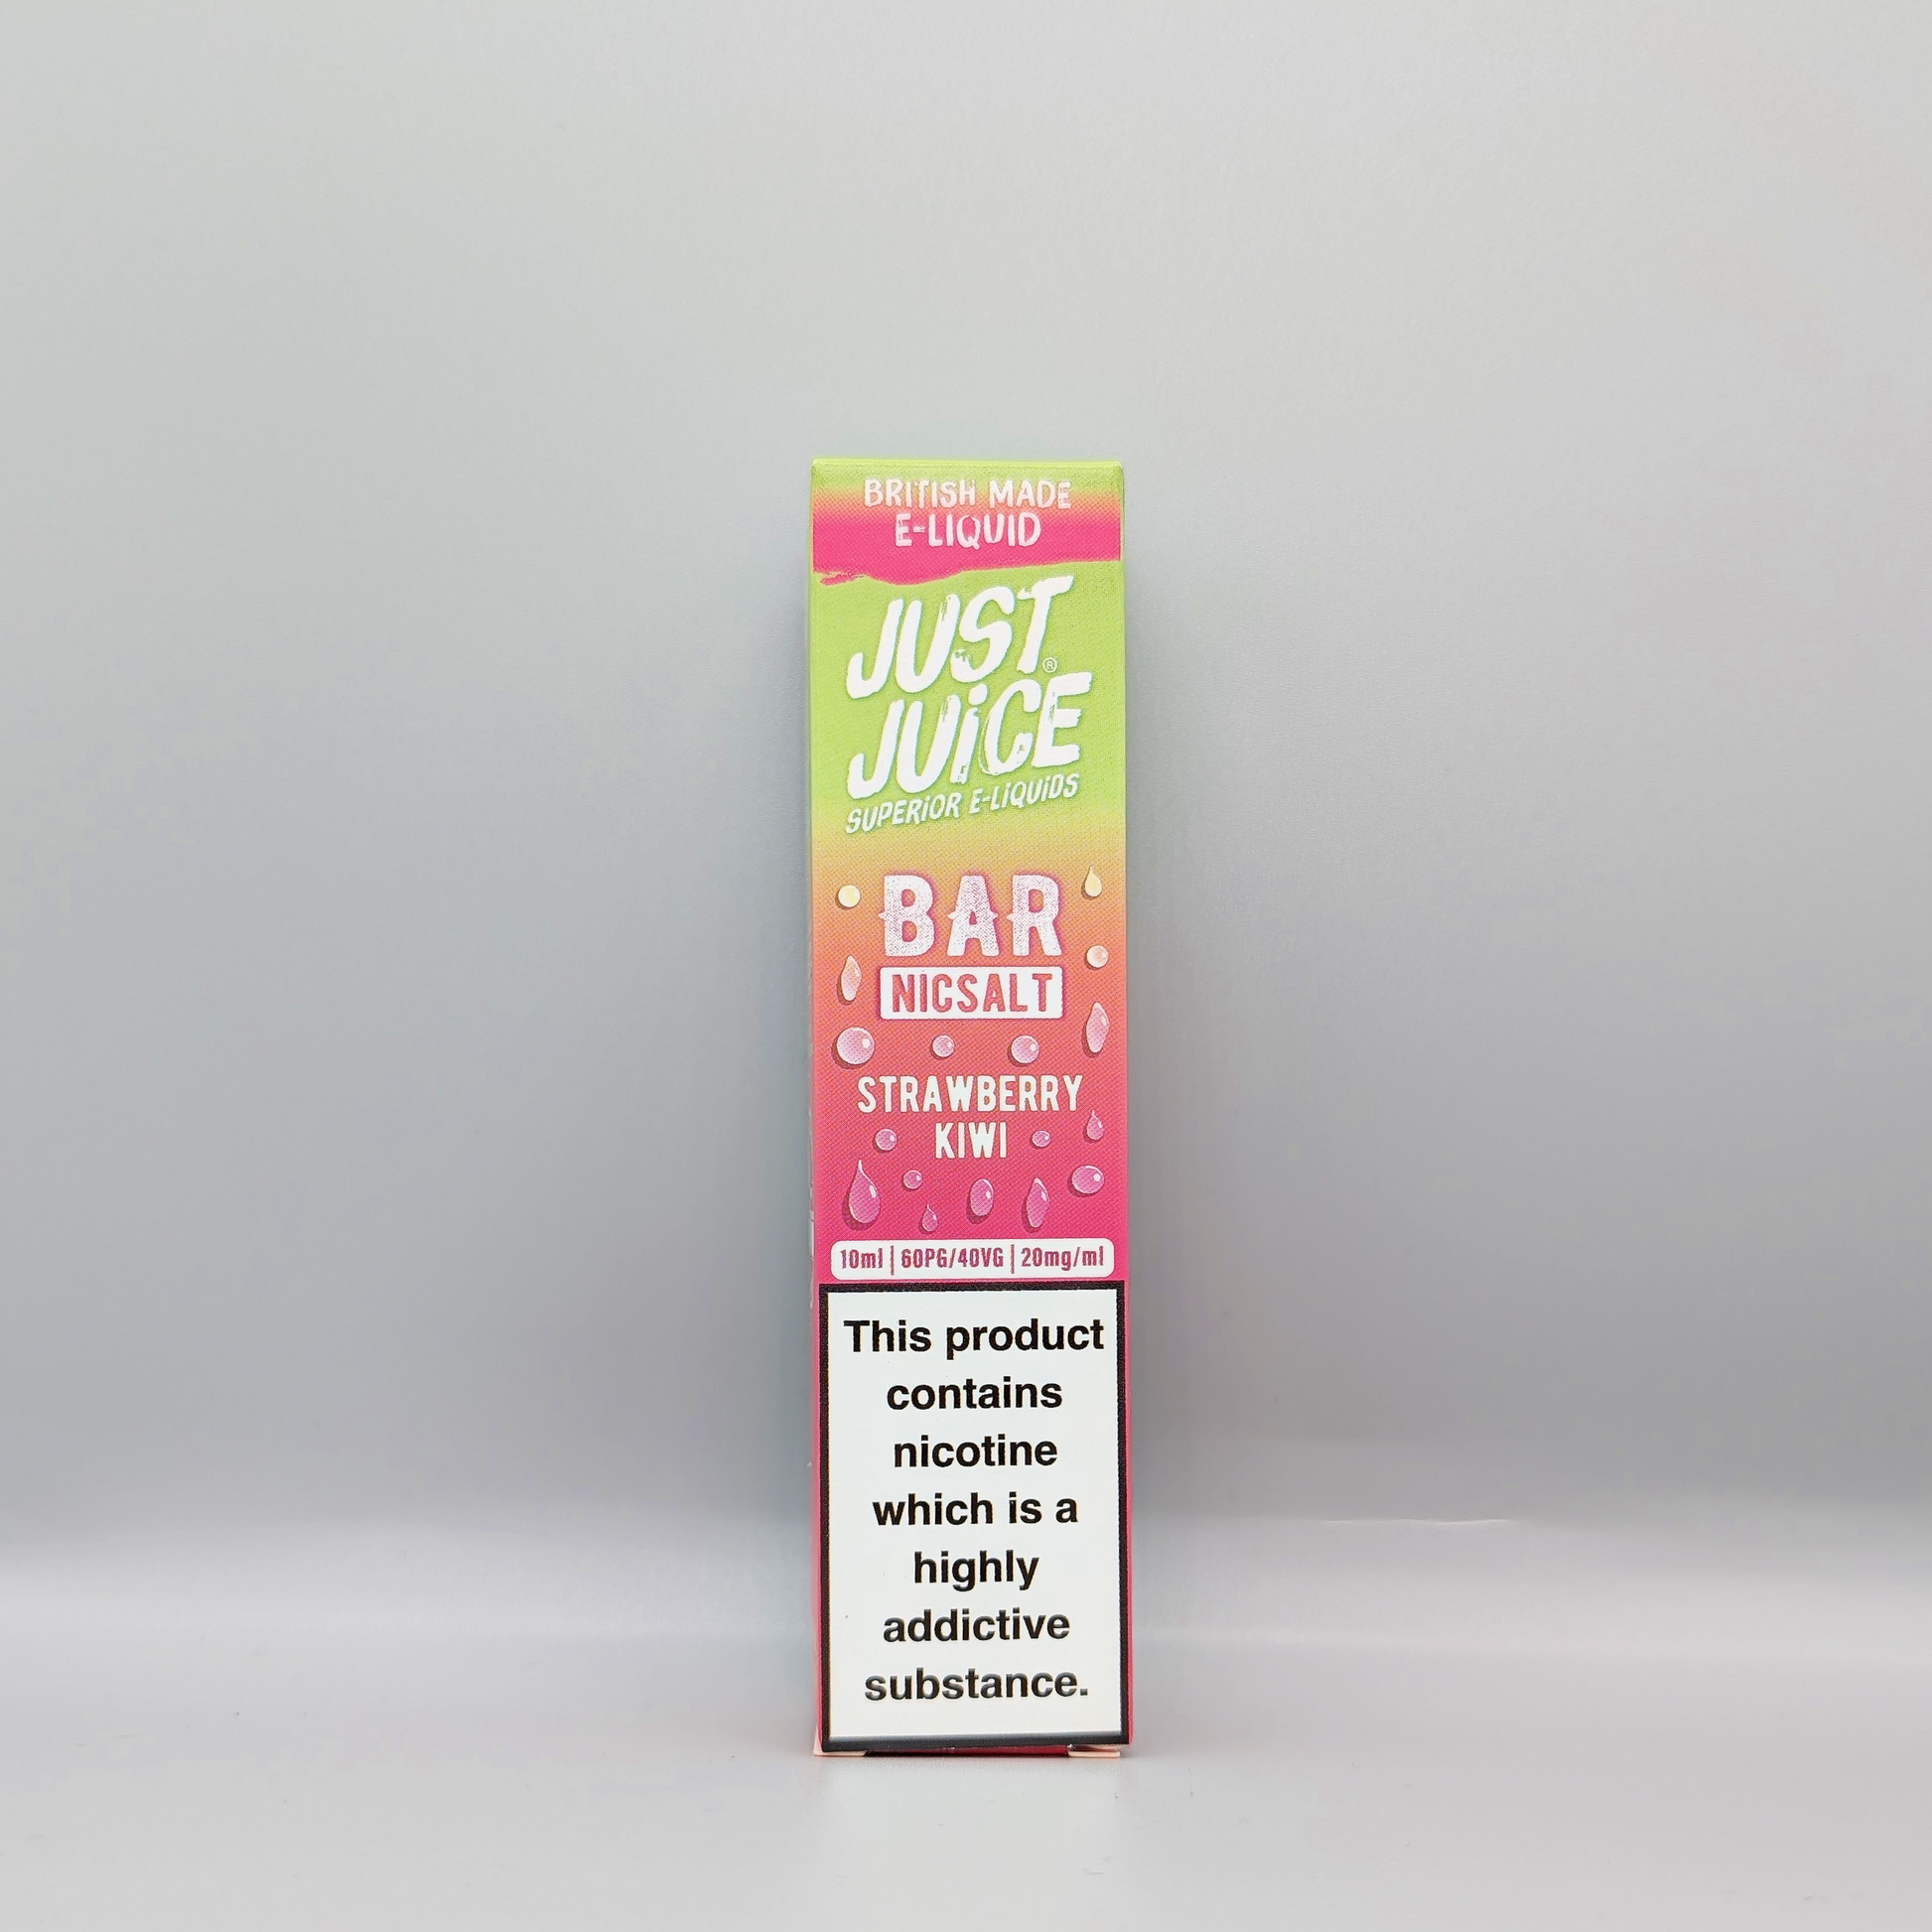 BRITISH MADE
E-LIQUID
JUST
JUiCE®
SUPERiOR E-LiQUiDS
BAR
NICSALT
STRAWBERRY
KIWI
10ml | 60PG/40VG | 20mg/ml
This product
contains
nicotine
which is a
highly
addictive
substance.